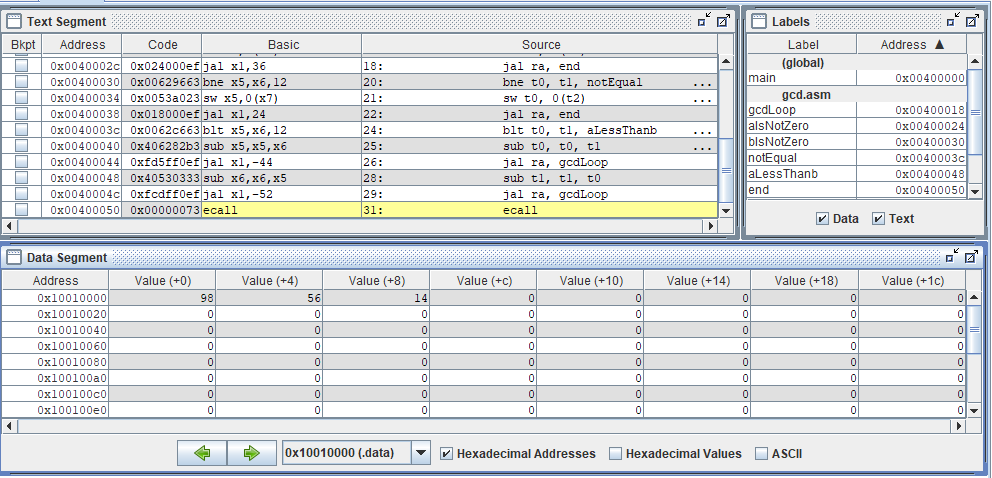 Text Segment
Bkpt Address Code Basic Source
0x0040002c 0x024000ef jal x1,36 18: jal ra, end
0x00400030 0x00629663 bne x5,x6,12 20: bne t0, t1, notEqual ...
0x00400034 0x0053a023 sw x5,0(x7) 21: sw t0, 0(t2) ...
0x00400038 0x018000ef jal x1,24 22: jal ra, end
0x0040003c 0x0062c663 blt x5,x6,12 24: blt t0, t1, aLessThanb ...
0x00400040 0x406282b3 sub x5,x5,x6 25: sub t0, t0, t1 ...
0x00400044 0xfd5ff0ef jal x1,-44 26: jal ra, gcdLoop
0x00400048 0x40530333 sub x6,x6,x5 28: sub t1, t1, t0
0x0040004c 0xfcdff0ef jal x1,-52 29: jal ra, gcdLoop
0x00400050 0x00000073 ecall 31: ecall
Labels
Label Address ▲
(global)
main 0x00400000
gcd.asm
gcdLoop 0x00400018
aIsNotZero 0x00400024
bIsNotZero 0x00400030
notEqual 0x0040003c
aLessThanb 0x00400048
end 0x00400050
Data Text
Data Segment
Address Value (+0) Value (+4) Value (+8) Value (+c) Value (+10) Value (+14) Value (+18) Value (+1c)
0x10010000 98 56 14 0 0 0 0 0
0x10010020 0 0 0 0 0 0 0 0
0x10010040 0 0 0 0 0 0 0 0
0x10010060 0 0 0 0 0 0 0 0
0x10010080 0 0 0 0 0 0 0 0
0x100100a0 0 0 0 0 0 0 0 0
0x100100c0 0 0 0 0 0 0 0 0
0x100100e0 0 0 0 0 0 0 0 0
0x10010000 (.data) Hexadecimal Addresses Hexadecimal Values ASCII